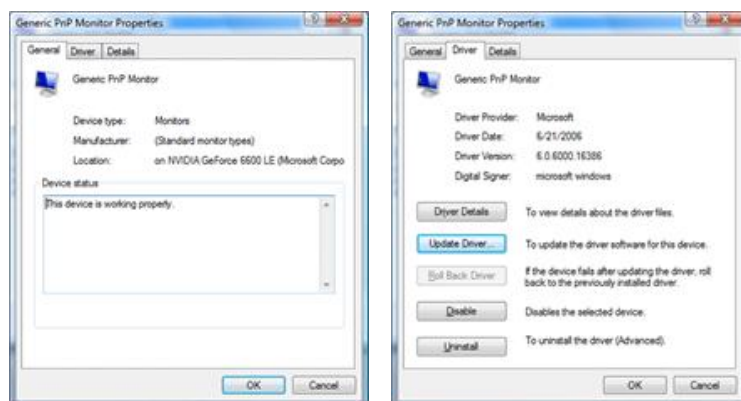 Generic PnP Monitor Properties
General Driver Details
Generic PnP Monitor
Device type: Monitors
Manufacturer: (Standard monitor types)
Location: on NVIDIA GeForce 6600 LE (Microsoft Corpo
Device status
This device is working properly.
OK Cancel
Generic PnP Monitor Properties
General Driver Details
Generic PnP Monitor
Driver Provider: Microsoft
Driver Date: 6/21/2006
Driver Version: 6.0.6000.16386
Digital Signer: microsoft windows
Driver Details To view details about the driver files.
Update Driver... To update the driver software for this device.
Roll Back Driver If the device fails after updating the driver, roll
back to the previously installed driver.
Disable Disables the selected device.
Uninstall To uninstall the driver (Advanced).
OK Cancel